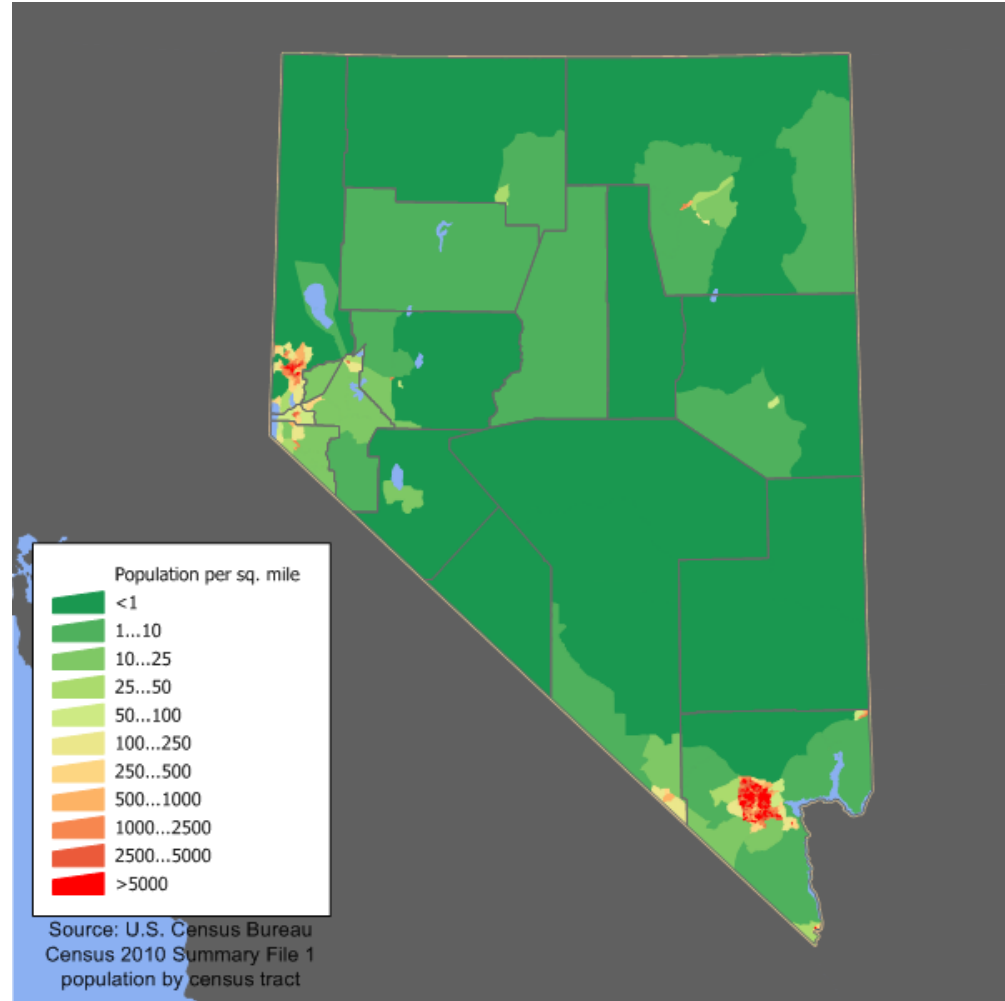 Population per sq. mile
<1
1...10
10...25
25...50
50...100
100...250
250...500
500...1000
1000...2500
2500...5000
>5000
Source: U.S. Census Bureau
Census 2010 Summary File 1
population by census tract